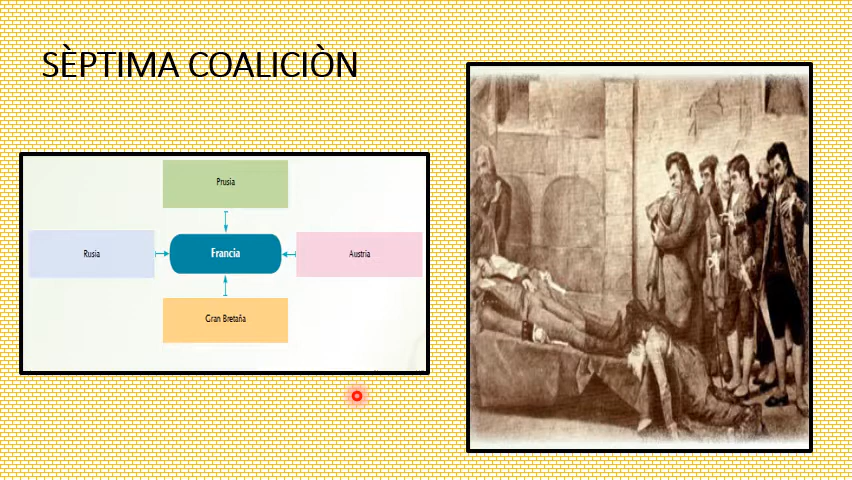 SÈPTIMA COALICIÒN
Prusia
Rusia
Francia
Austria
Gran Bretaña